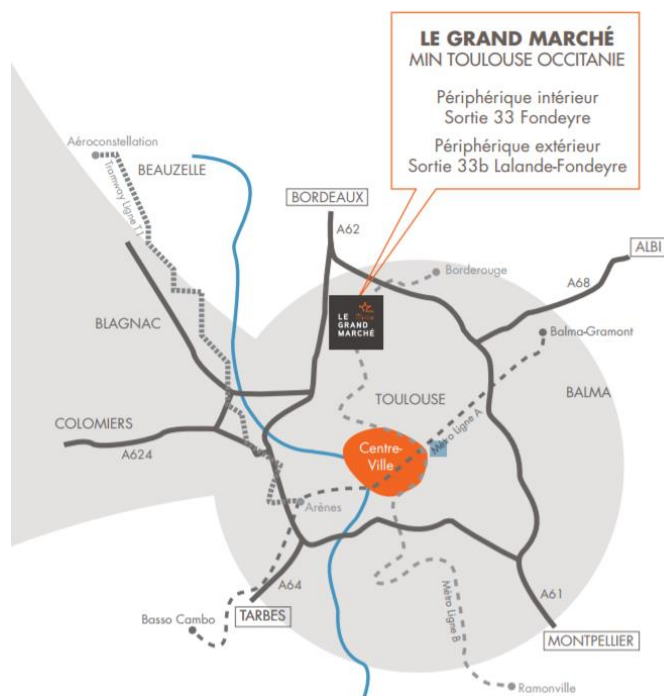 LE GRAND MARCHÉ
MIN TOULOUSE OCCITANIE
Périphérique intérieur
Sortie 33 Fondeyre
Périphérique extérieur
Sortie 33b Lalande-Fondeyre
Aéroconstellation
BEAUZELLE
Tramway Ligne T1
BORDEAUX
A62
Borderouge
ALBI
A68
LE
GRAND
MARCHÉ
Balma-Gramont
BLAGNAC
TOULOUSE
BALMA
COLOMIERS
A624
Centre-
Ville
Métro Ligne A
Arènes
A64
TARBES
Basso Cambo
Métro Ligne B
A61
MONTPELLIER
Ramonville